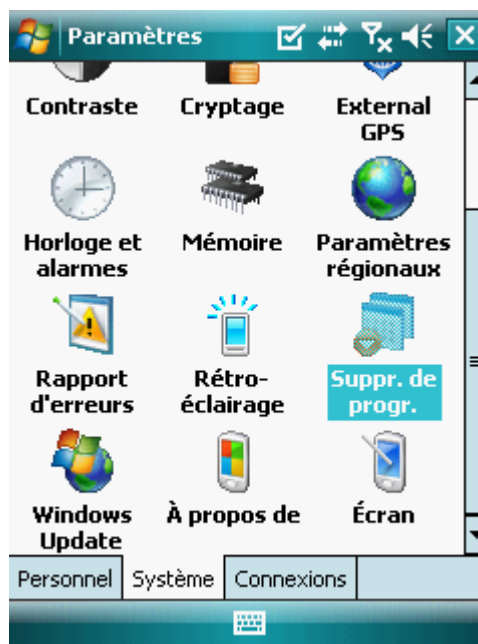 Paramètres
Contraste Cryptage External GPS
Horloge et alarmes Mémoire Paramètres régionaux
Rapport d'erreurs Rétro-éclairage Suppr. de progr.
Windows Update À propos de Écran
Personnel Système Connexions